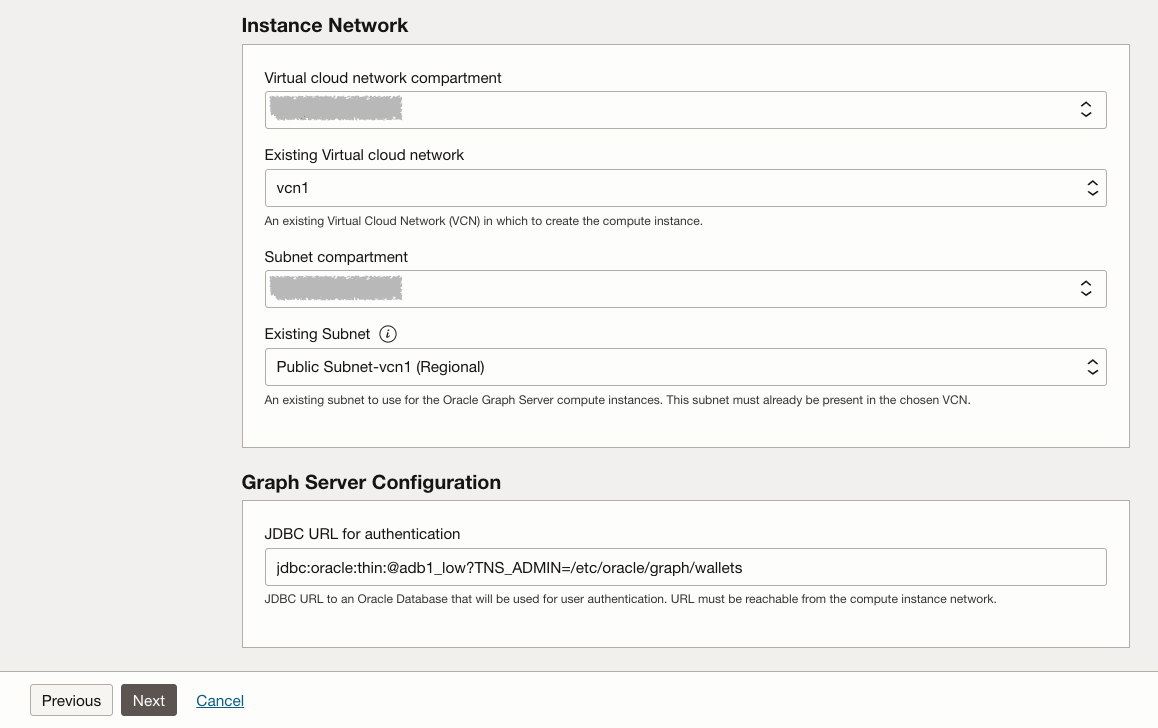 Instance Network
Virtual cloud network compartment
Existing Virtual cloud network
vcn1
An existing Virtual Cloud Network (VCN) in which to create the compute instance.
Subnet compartment
Existing Subnet i
Public Subnet-vcn1 (Regional)
An existing subnet to use for the Oracle Graph Server compute instances. This subnet must already be present in the chosen VCN.
Graph Server Configuration
JDBC URL for authentication
jdbc:oracle:thin:@adb1_low?TNS_ADMIN=/etc/oracle/graph/wallets
JDBC URL to an Oracle Database that will be used for user authentication. URL must be reachable from the compute instance network.
Previous Next Cancel